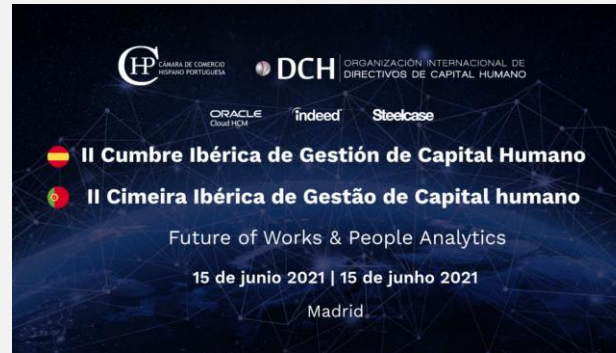 CHP CÁMARA DE COMERCIO
HISPANO PORTUGUESA
DCH ORGANIZACIÓN INTERNACIONAL DE
DIRECTIVOS DE CAPITAL HUMANO
ORACLE
Cloud HCM
indeed
Steelcase
II Cumbre Ibérica de Gestión de Capital Humano
II Cimeira Ibérica de Gestão de Capital humano
Future of Works & People Analytics
15 de junio 2021 | 15 de junho 2021
Madrid